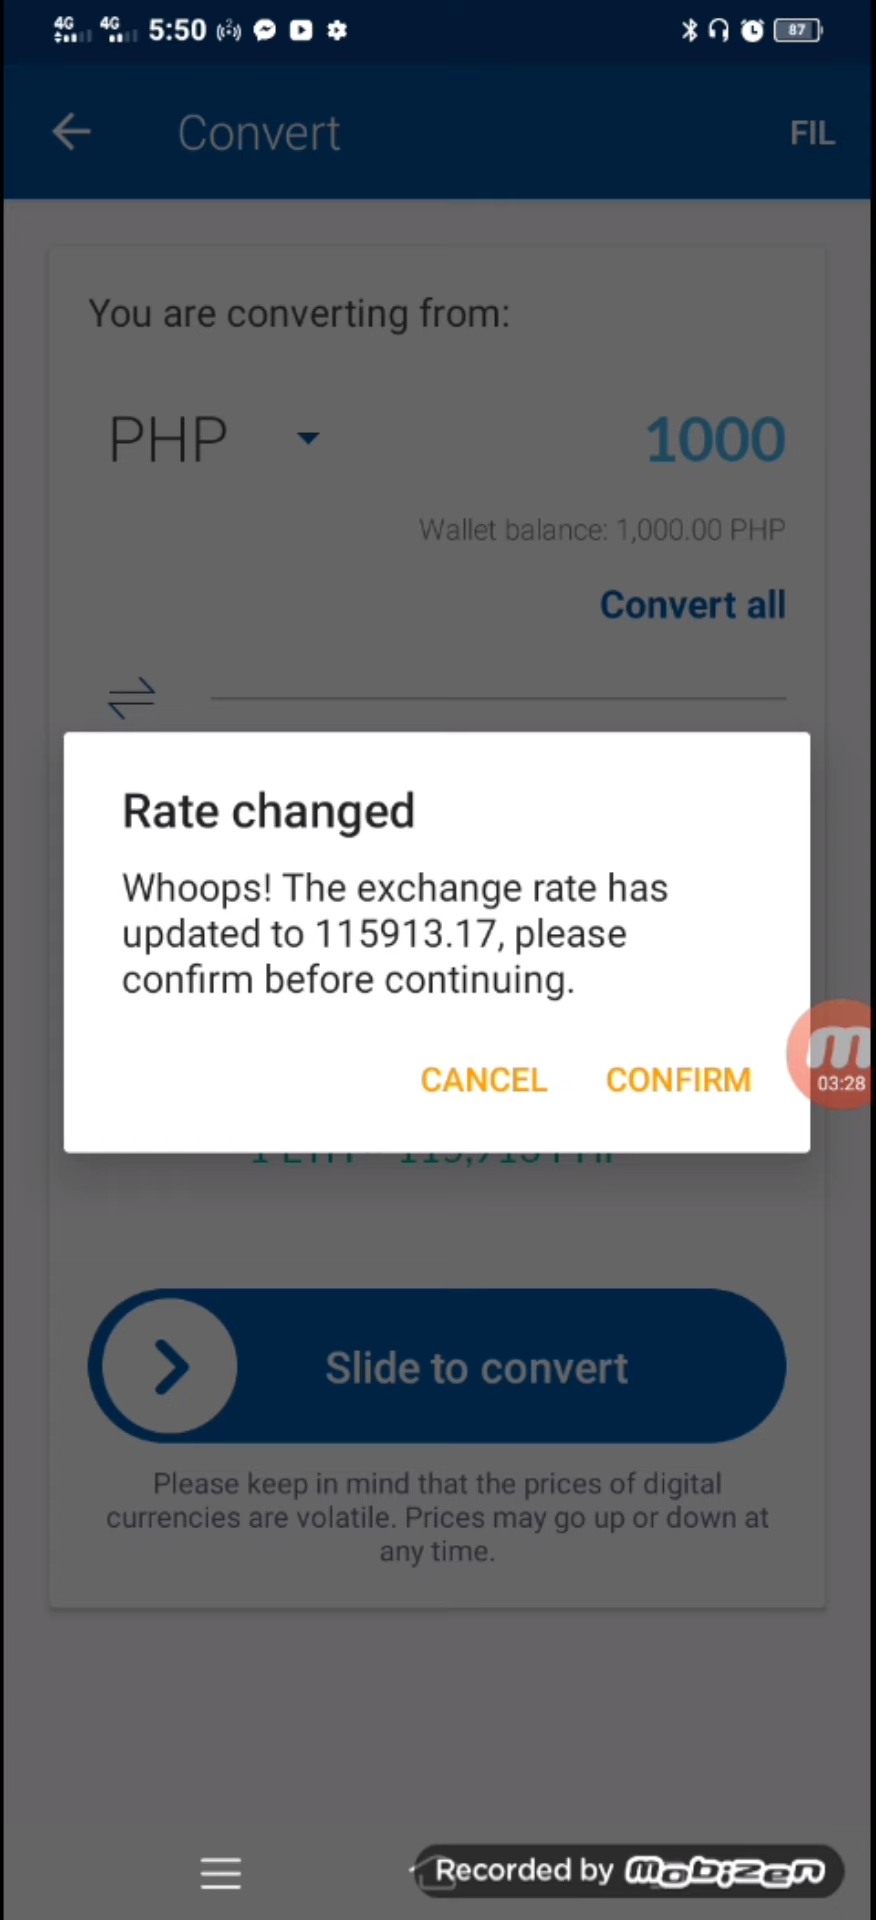 4G 4G 5:50 87
Convert FIL
You are converting from:
PHP 1000
Wallet balance: 1,000.00 PHP
Convert all
Rate changed
Whoops! The exchange rate has
updated to 115913.17, please
confirm before continuing.
CANCEL CONFIRM
03:28
Slide to convert
Please keep in mind that the prices of digital
currencies are volatile. Prices may go up or down at
any time.
Recorded by mobizen